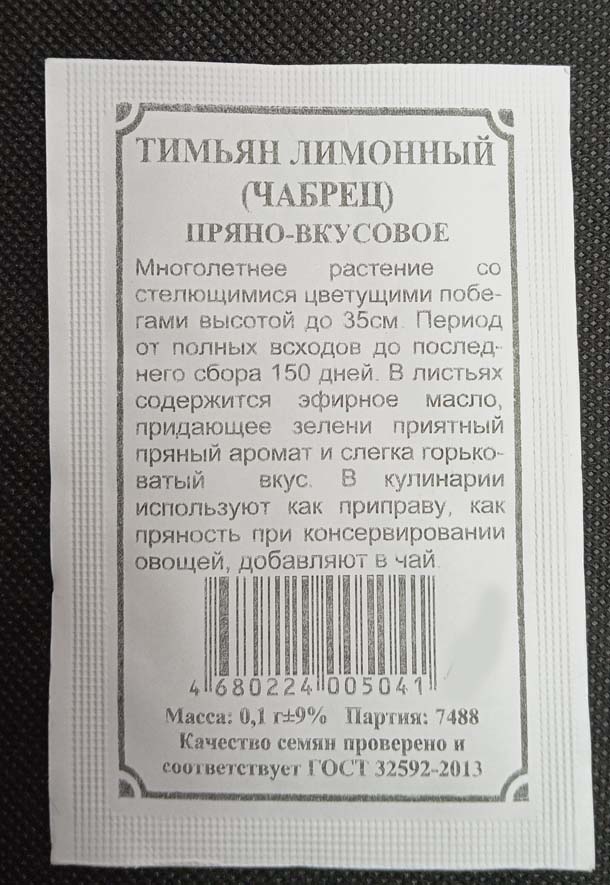 ТИМЬЯН ЛИМОННЫЙ
(ЧАБРЕЦ)
ПРЯНО-ВКУСОВОЕ
Многолетнее растение со
стелющимися цветущими побе-
гами высотой до 35см. Период
от полных всходов до послед-
него сбора 150 дней. В листьях
содержится эфирное масло,
придающее зелени приятный
пряный аромат и слегка горько-
ватый вкус. В кулинарии
используют как приправу, как
пряность при консервировании
овощей, добавляют в чай.
4 680224 005041
Масса: 0,1 г±9% Партия: 7488
Качество семян проверено и
соответствует ГОСТ 32592-2013